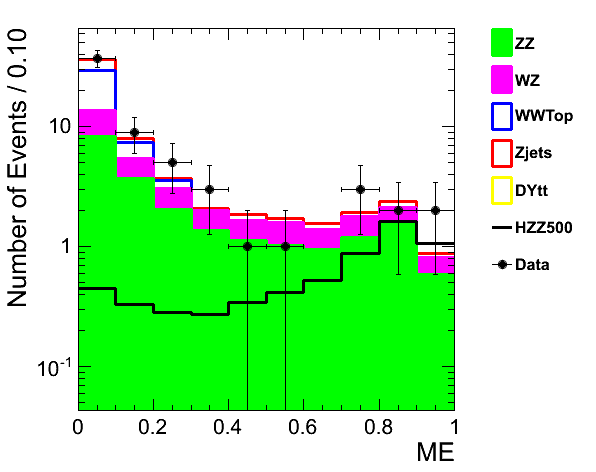 Number of Events / 0.10
10
1
10-1
0 0.2 0.4 0.6 0.8 1
ME
ZZ
WZ
WWTop
Zjets
DYtt
HZZ500
Data